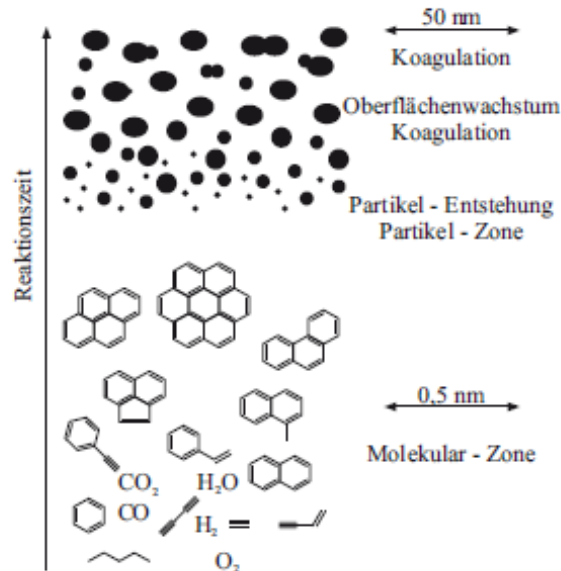 50 nm
Koagulation
Oberflächenwachstum
Koagulation
Partikel - Entstehung
Partikel - Zone
Reaktionszeit
0,5 nm
Molekular - Zone
CO₂
H₂O
CO
H₂
O₂